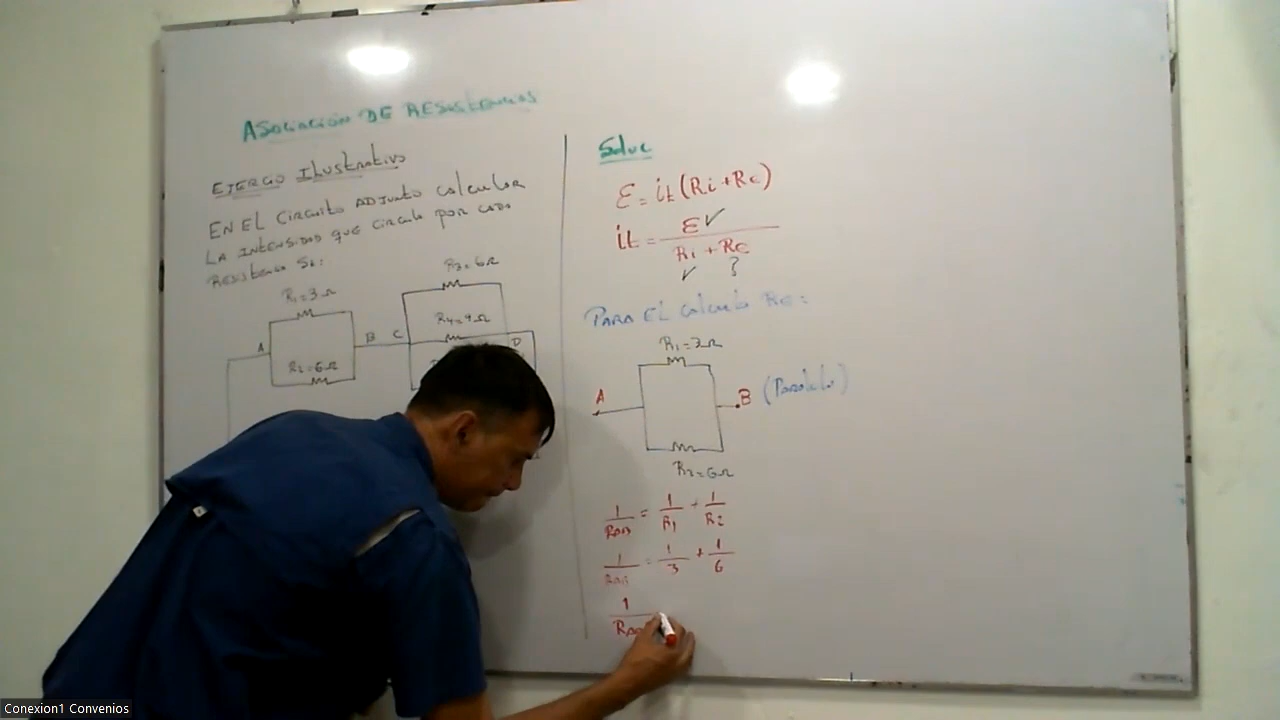 ASOCIACIÓN DE RESISTENCIAS
EJERCIO ILUSTRATIVO
EN EL CIRCUITO ADJUNTO CALCULAR
LA INTENSIDAD QUE CIRCULA POR CADA
RESISTENCIA SI:
R₁=3Ω
R₂=6Ω
A
B
C
R₃=6Ω
R₄=9Ω
D
Soluc
ε = it (Ri + Re)
it = ε ✓ / Ri + Re
✓ ?
PARA EL calculo Re:
R₁=3Ω
A
B (Paralelo)
R₂=6Ω
1/RAB = 1/R₁ + 1/R₂
1/RAB = 1/3 + 1/6
1/RAB
Conexion1 Convenios